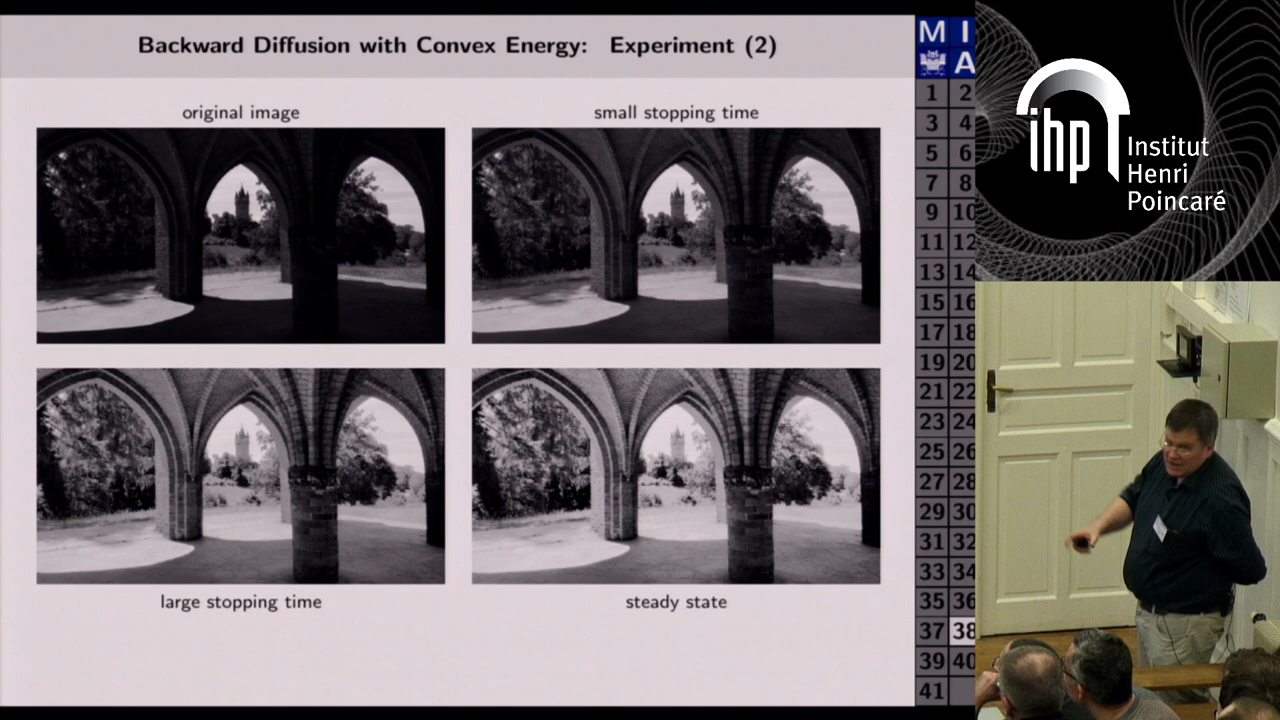 Backward Diffusion with Convex Energy: Experiment (2)
original image
small stopping time
large stopping time
steady state
M I
A
1 2
3 4
5 6
7 8
9 10
11 12
13 14
15 16
17 18
19 20
21 22
23 24
25 26
27 28
29 30
31 32
33 34
35 36
37 38
39 40
41
ihp
Institut
Henri
Poincaré